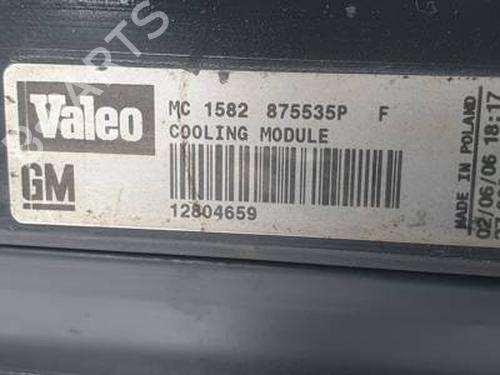 Valeo
MC 1582 875535P F
COOLING MODULE
GM
12804659
MADE IN POLAND
02/06/06 18:17